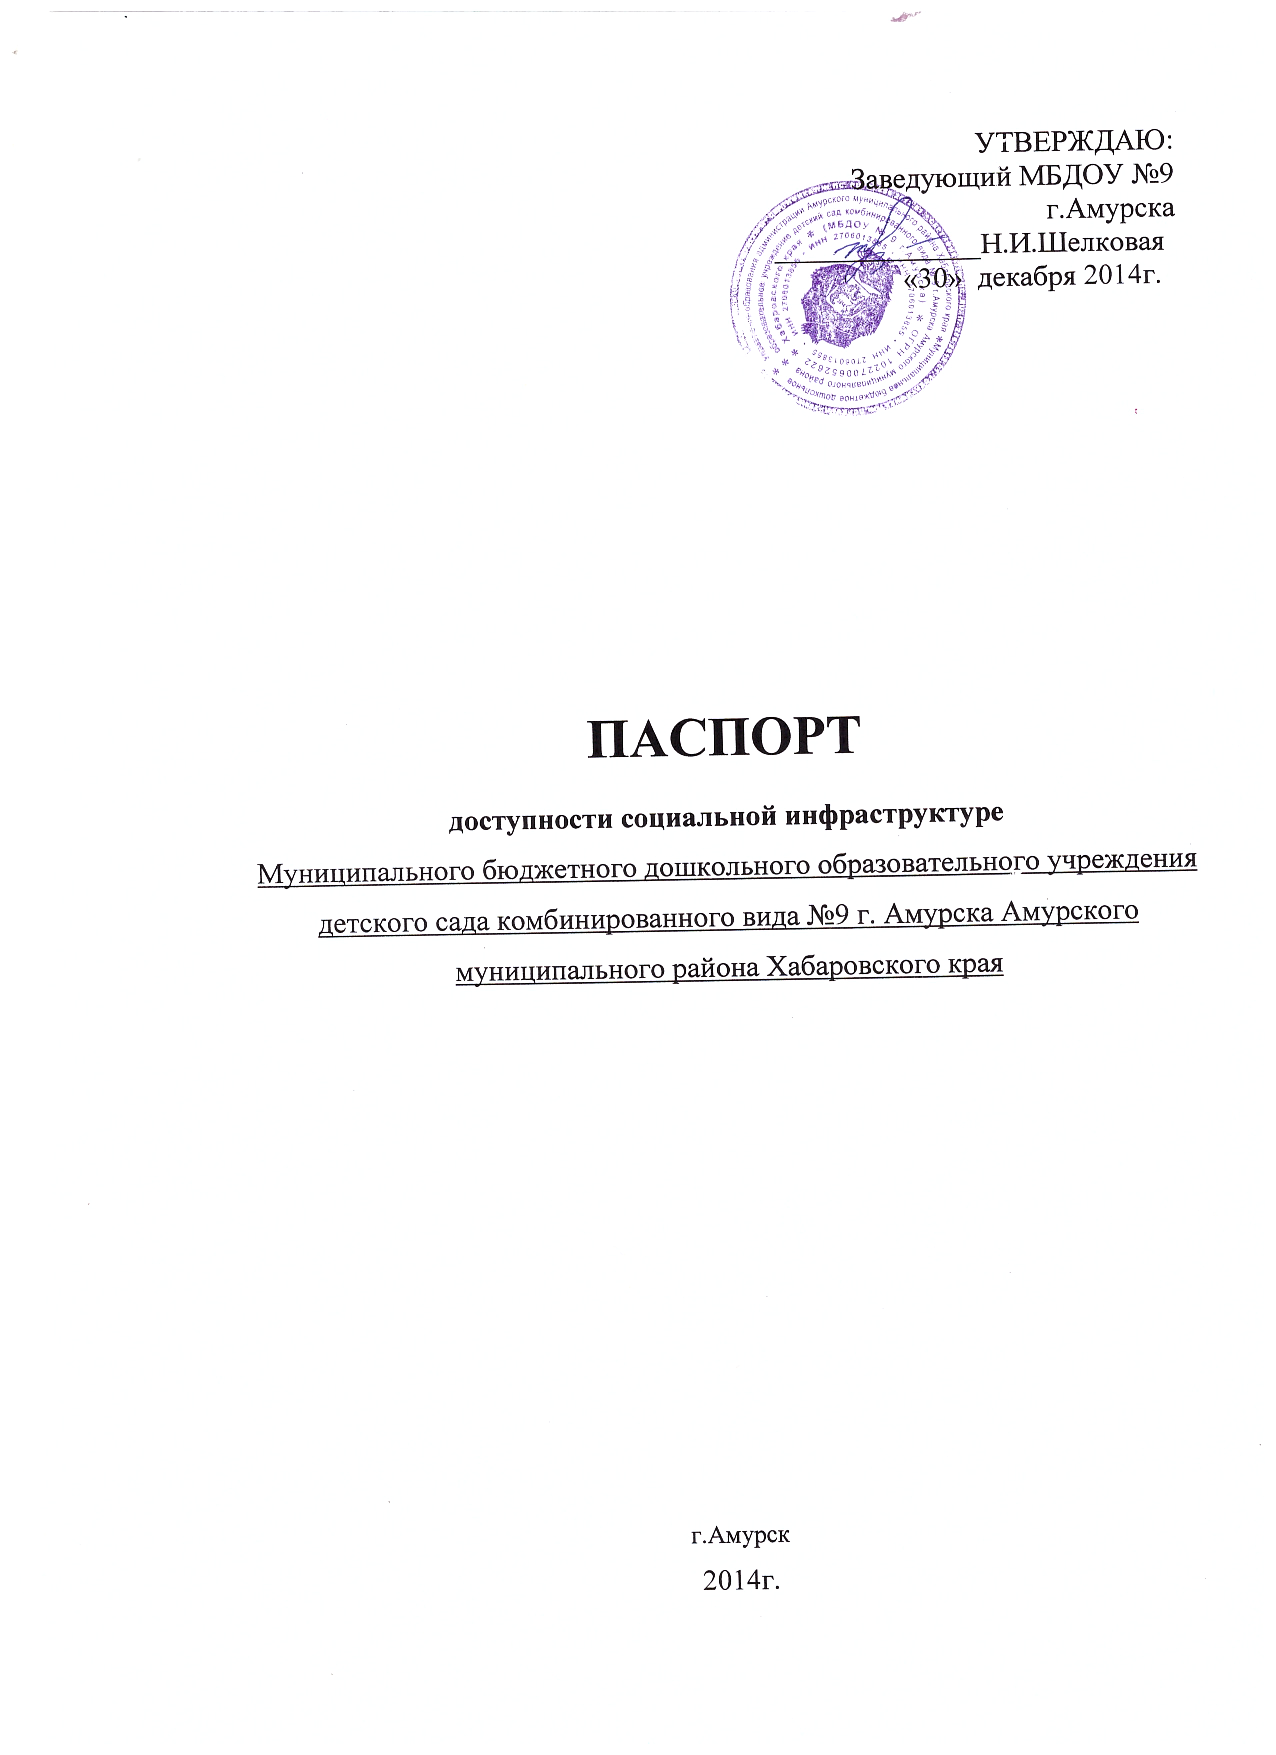 УТВЕРЖДАЮ:
Заведующий МБДОУ №9
г.Амурска
Н.И.Шелковая
«30» декабря 2014г.
ПАСПОРТ
доступности социальной инфраструктуре
Муниципального бюджетного дошкольного образовательного учреждения
детского сада комбинированного вида №9 г. Амурска Амурского
муниципального района Хабаровского края
г.Амурск
2014г.